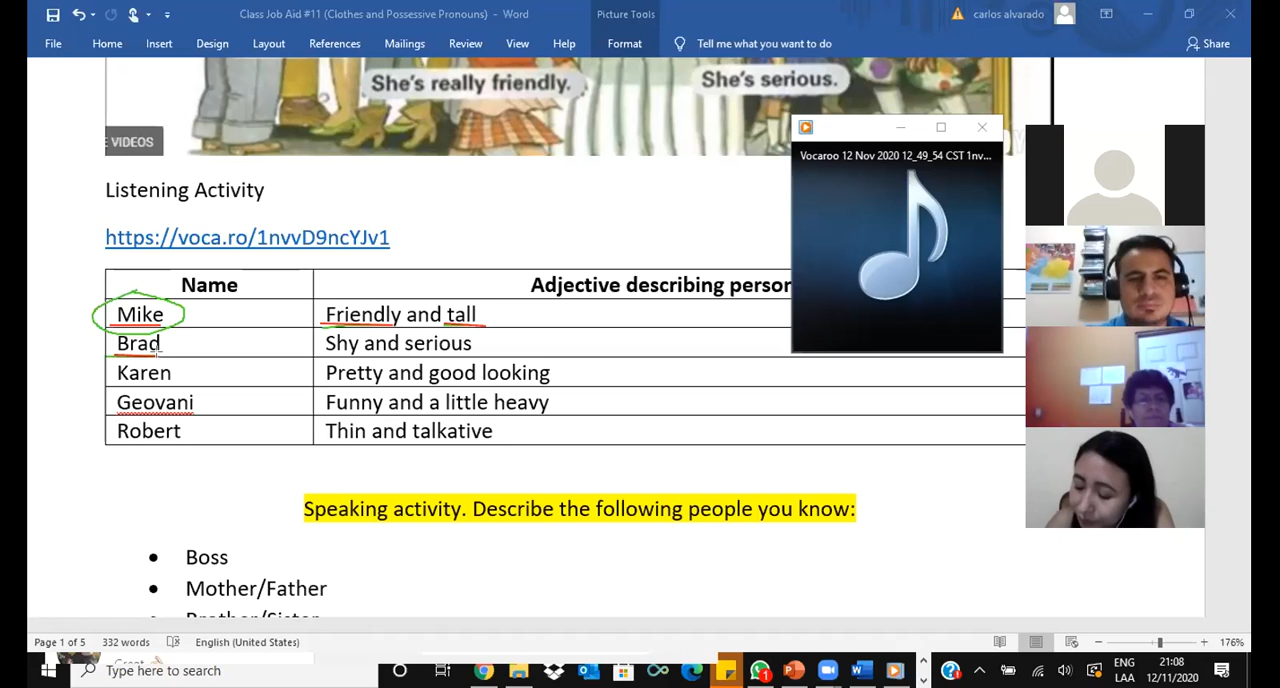 Class Job Aid #11 (Clothes and Possessive Pronouns) - Word
Picture Tools
carlos alvarado
File Home Insert Design Layout References Mailings Review View Help Format Tell me what you want to do Share
She's really friendly.
She's serious.
E VIDEOS
Vocaroo 12 Nov 2020 12_49_54 CST 1nv...
Listening Activity
https://voca.ro/1nvvD9ncYJv1
Name Adjective describing person
Mike Friendly and tall
Brad Shy and serious
Karen Pretty and good looking
Geovani Funny and a little heavy
Robert Thin and talkative
Speaking activity. Describe the following people you know:
• Boss
• Mother/Father
• Brother/Sister
Page 1 of 5 332 words English (United States) 176%
Type here to search
ENG 21:08
LAA 12/11/2020